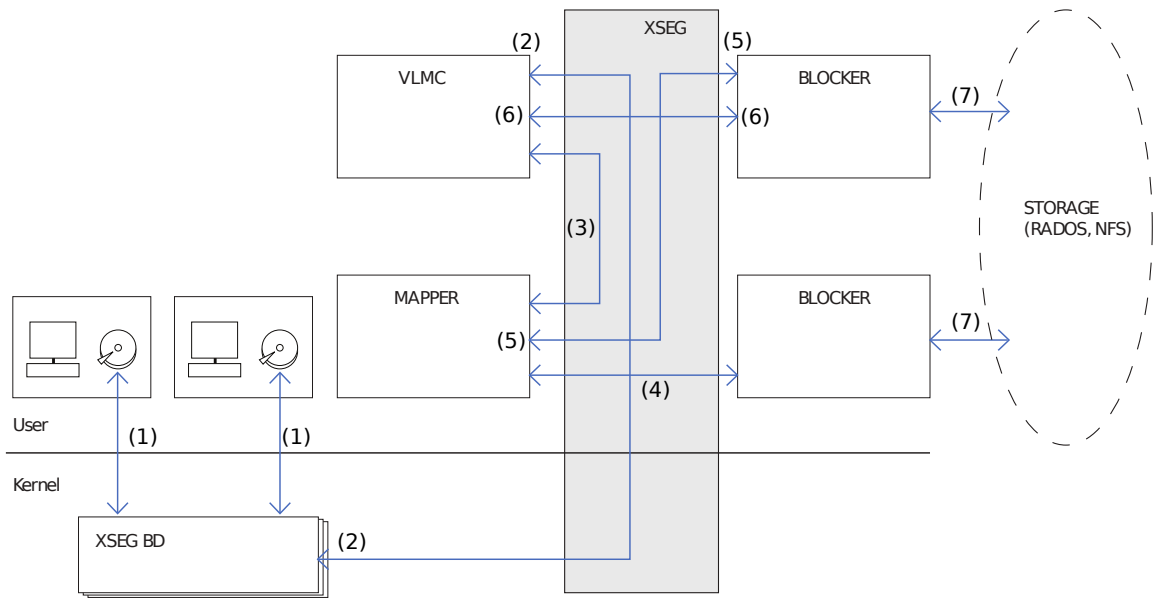 XSEG
(2)
(5)
VLMC
BLOCKER
(7)
(6)
(6)
STORAGE
(RADOS, NFS)
(3)
MAPPER
BLOCKER
(7)
(5)
(4)
User
(1)
(1)
Kernel
XSEG BD
(2)